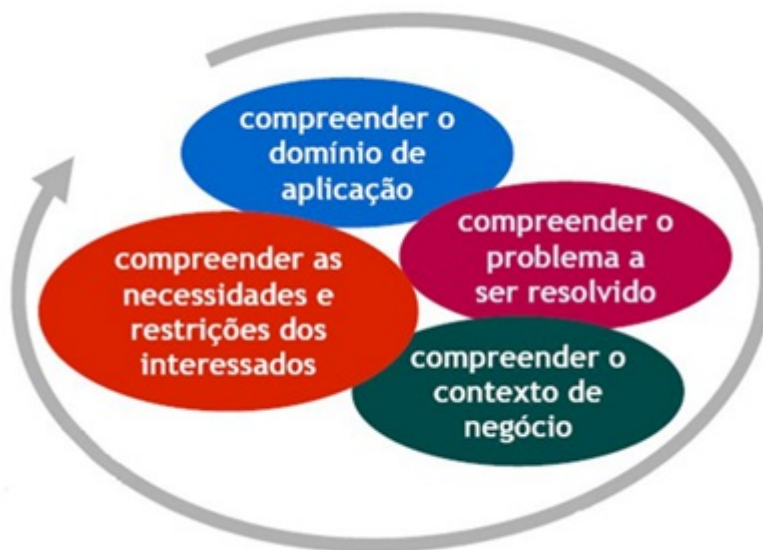 compreender o
domínio de
aplicação
compreender o
problema a
ser resolvido
compreender as
necessidades e
restrições dos
interessados
compreender o
contexto de
negócio